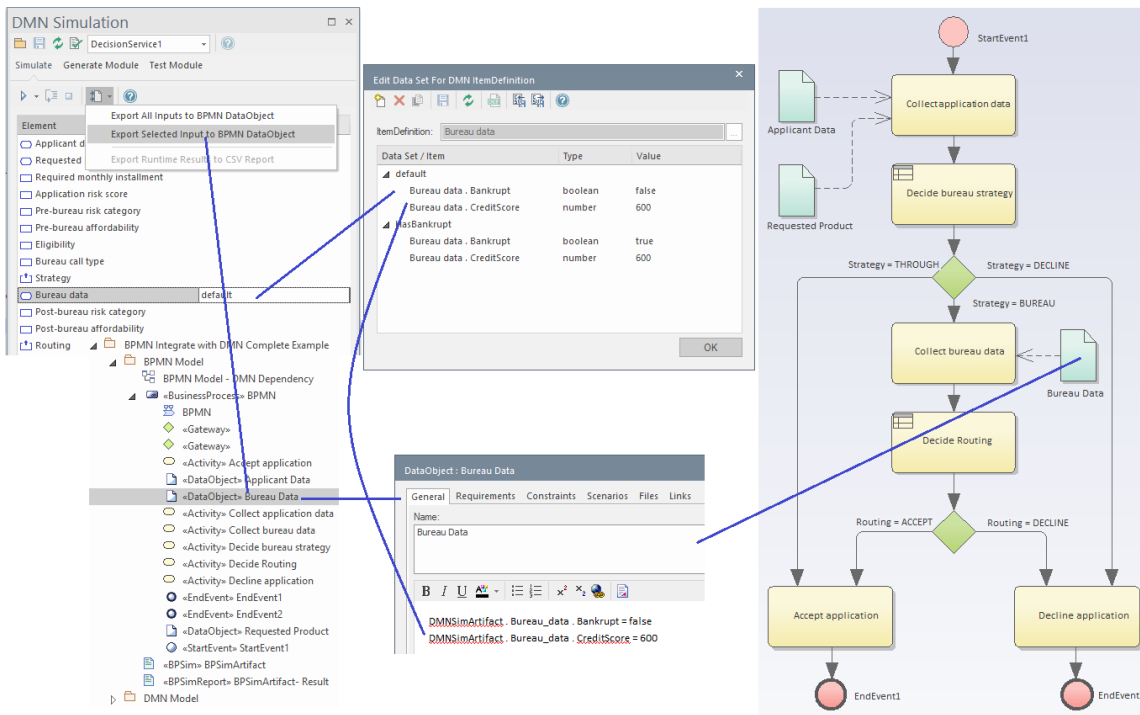 DMN Simulation
DecisionService1
Simulate Generate Module Test Module
Export All Inputs to BPMN DataObject
Export Selected Input to BPMN DataObject
Export Runtime Results to CSV Report
Element
Applicant d
Requested
Required monthly installment
Application risk score
Pre-bureau risk category
Pre-bureau affordability
Eligibility
Bureau call type
Strategy
Bureau data default
Post-bureau risk category
Post-bureau affordability
Routing
BPMN Integrate with DMN Complete Example
BPMN Model
BPMN Model - DMN Dependency
«BusinessProcess» BPMN
BPMN
«Gateway»
«Gateway»
«Activity» Accept application
«DataObject» Applicant Data
«DataObject» Bureau Data
«Activity» Collect application data
«Activity» Collect bureau data
«Activity» Decide bureau strategy
«Activity» Decide Routing
«Activity» Decline application
«EndEvent» EndEvent1
«EndEvent» EndEvent2
«DataObject» Requested Product
«StartEvent» StartEvent1
«BPSim» BPSimArtifact
«BPSimReport» BPSimArtifact- Result
DMN Model
Edit Data Set For DMN ItemDefinition
ItemDefinition: Bureau data ...
Data Set / Item Type Value
default
Bureau data . Bankrupt boolean false
Bureau data . CreditScore number 600
HasBankrupt
Bureau data . Bankrupt boolean true
Bureau data . CreditScore number 600
OK
DataObject : Bureau Data
General Requirements Constraints Scenarios Files Links
Name:
Bureau Data
B I U
DMNSimArtifact . Bureau_data . Bankrupt = false
DMNSimArtifact . Bureau_data . CreditScore = 600
StartEvent1
Collect application data
Applicant Data
Decide bureau strategy
Requested Product
Strategy = THROUGH
Strategy = DECLINE
Strategy = BUREAU
Collect bureau data
Bureau Data
Decide Routing
Routing = ACCEPT
Routing = DECLINE
Accept application
Decline application
EndEvent1
EndEvent